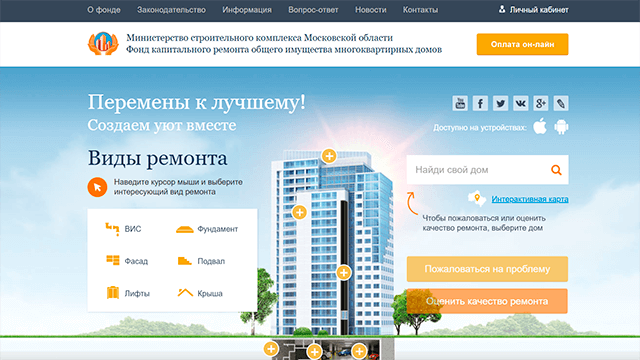 О фонде Законодательство Информация Вопрос-ответ Новости Контакты Личный кабинет
Министерство строительного комплекса Московской области
Фонд капитального ремонта общего имущества многоквартирных домов
Оплата он-лайн
Перемены к лучшему!
Создаем уют вместе
You Tube f g+
Доступно на устройствах:
Виды ремонта
Наведите курсор мыши и выберите
интересующий вид ремонта
ВИС Фундамент
Фасад Подвал
Лифты Крыша
Найди свой дом
Интерактивная карта
Чтобы пожаловаться или оценить
качество ремонта, выберите дом
Пожаловаться на проблему
Оценить качество ремонта